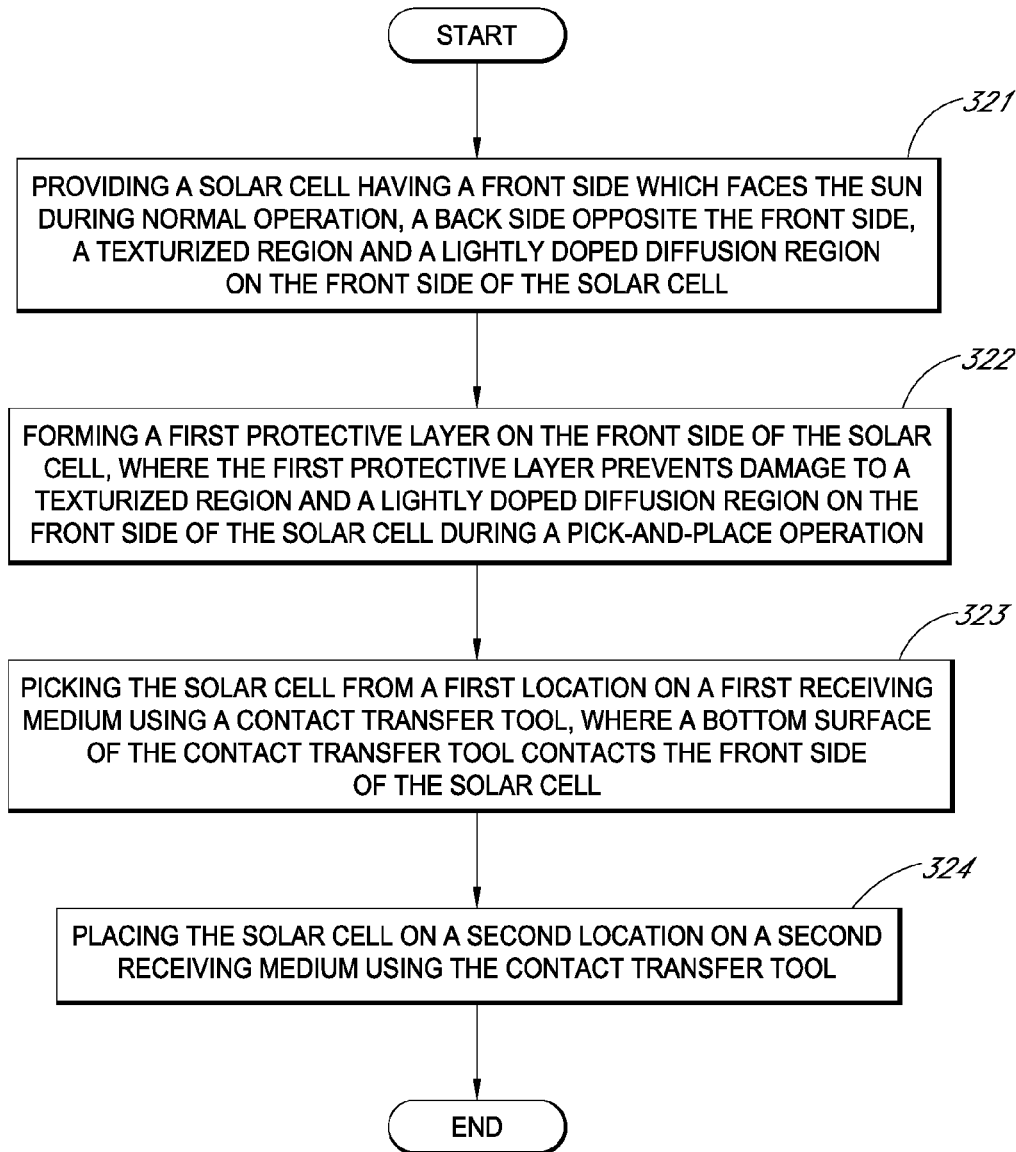 START
321
PROVIDING A SOLAR CELL HAVING A FRONT SIDE WHICH FACES THE SUN
DURING NORMAL OPERATION, A BACK SIDE OPPOSITE THE FRONT SIDE,
A TEXTURIZED REGION AND A LIGHTLY DOPED DIFFUSION REGION
ON THE FRONT SIDE OF THE SOLAR CELL
322
FORMING A FIRST PROTECTIVE LAYER ON THE FRONT SIDE OF THE SOLAR
CELL, WHERE THE FIRST PROTECTIVE LAYER PREVENTS DAMAGE TO A
TEXTURIZED REGION AND A LIGHTLY DOPED DIFFUSION REGION ON THE
FRONT SIDE OF THE SOLAR CELL DURING A PICK-AND-PLACE OPERATION
323
PICKING THE SOLAR CELL FROM A FIRST LOCATION ON A FIRST RECEIVING
MEDIUM USING A CONTACT TRANSFER TOOL, WHERE A BOTTOM SURFACE
OF THE CONTACT TRANSFER TOOL CONTACTS THE FRONT SIDE
OF THE SOLAR CELL
324
PLACING THE SOLAR CELL ON A SECOND LOCATION ON A SECOND
RECEIVING MEDIUM USING THE CONTACT TRANSFER TOOL
END